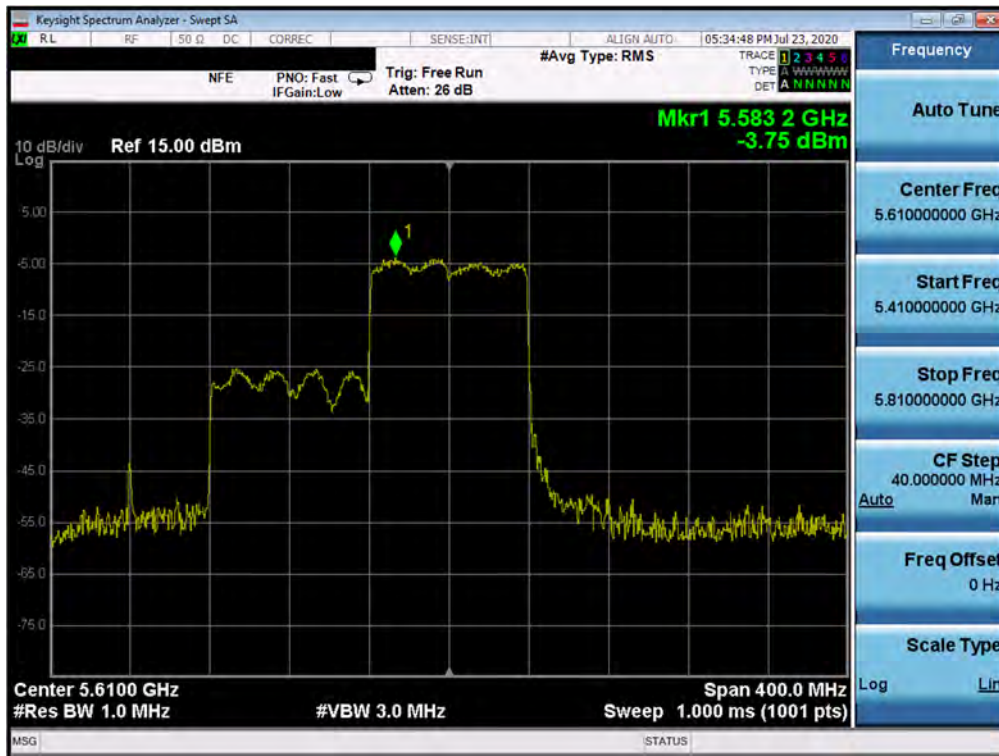 Keysight Spectrum Analyzer - Swept SA
LXI RL RF 50 Ω DC CORREC SENSE:INT ALIGN AUTO 05:34:48 PM Jul 23, 2020
NFE PNO: Fast Trig: Free Run #Avg Type: RMS TRACE 1 2 3 4 5 6
IFGain:Low Atten: 26 dB TYPE A WWWWW
DET A N N N N N
Mkr1 5.583 2 GHz
-3.75 dBm
10 dB/div Ref 15.00 dBm
Log
5.00
1
-5.00
-15.0
-25.0
-35.0
-45.0
-55.0
-65.0
-75.0
Center 5.6100 GHz Span 400.0 MHz
#Res BW 1.0 MHz #VBW 3.0 MHz Sweep 1.000 ms (1001 pts)
MSG STATUS
Frequency
Auto Tune
Center Freq
5.610000000 GHz
Start Freq
5.410000000 GHz
Stop Freq
5.810000000 GHz
CF Step
40.000000 MHz
Auto Man
Freq Offset
0 Hz
Scale Type
Log Lin